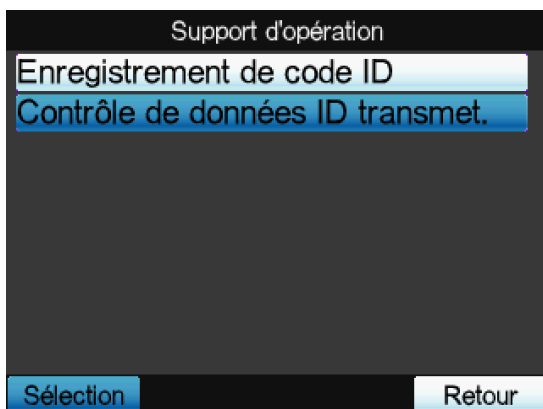 Support d'opération
Enregistrement de code ID
Contrôle de données ID transmet.
Sélection
Retour